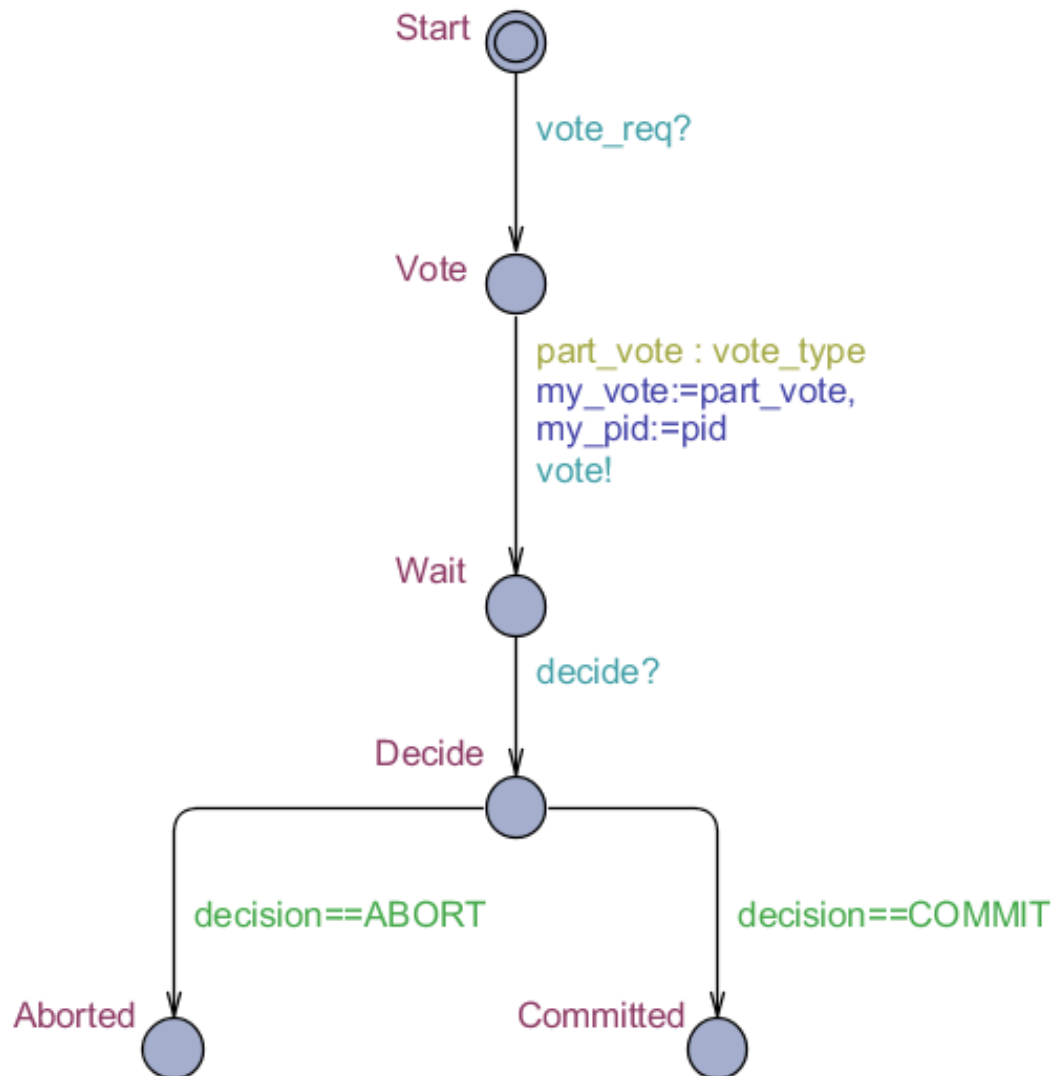 Start
vote_req?
Vote
part_vote : vote_type
my_vote:=part_vote,
my_pid:=pid
vote!
Wait
decide?
Decide
decision==ABORT
decision==COMMIT
Aborted
Committed